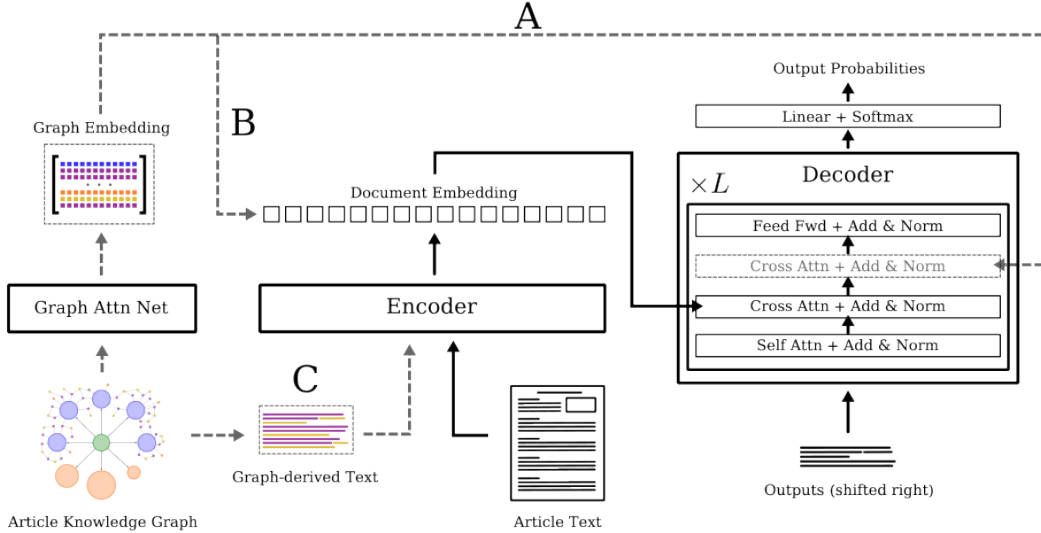 A
Output Probabilities
Linear + Softmax
Graph Embedding
B
Document Embedding
× L
Decoder
Feed Fwd + Add & Norm
Cross Attn + Add & Norm
Cross Attn + Add & Norm
Self Attn + Add & Norm
Graph Attn Net
Encoder
C
Graph-derived Text
Outputs (shifted right)
Article Knowledge Graph
Article Text